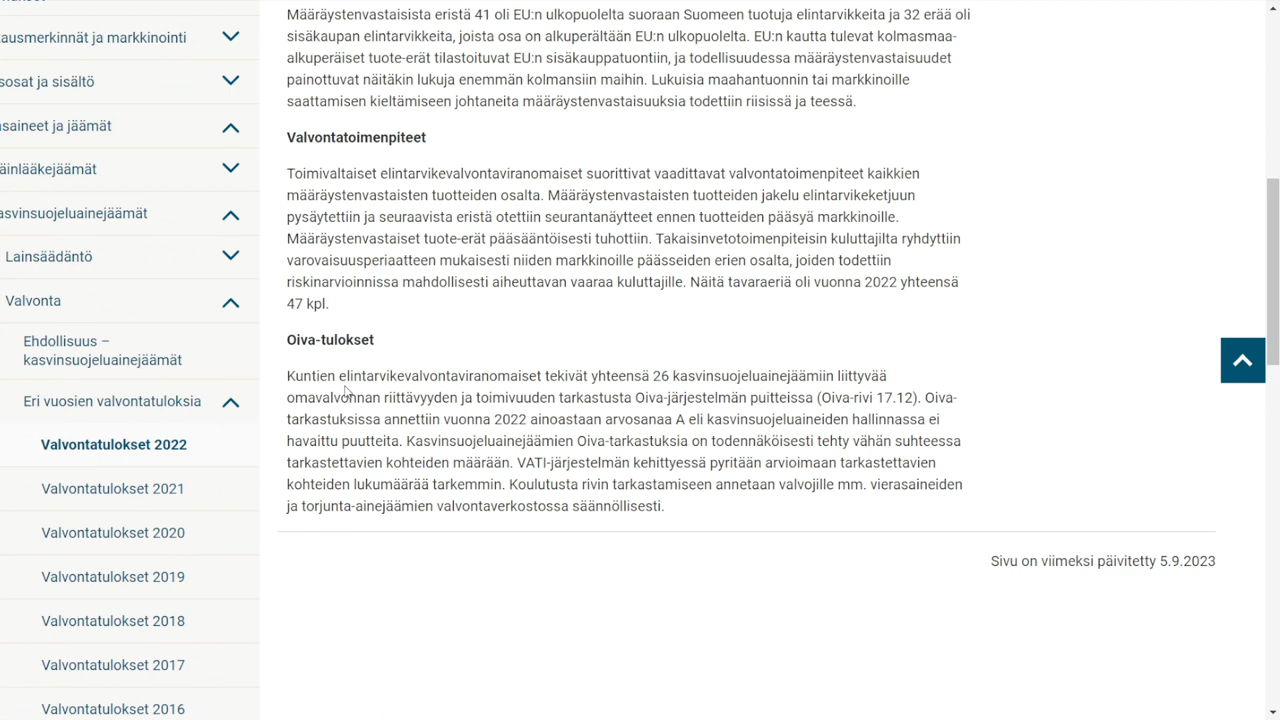 ausmerkinnät ja markkinointi
sosat ja sisältö
saineet ja jäämät
äinlääkejäämät
asvinsuojeluainejäämät
Lainsäädäntö
Valvonta
Ehdollisuus –
kasvinsuojeluainejäämät
Eri vuosien valvontatuloksia
Valvontatulokset 2022
Valvontatulokset 2021
Valvontatulokset 2020
Valvontatulokset 2019
Valvontatulokset 2018
Valvontatulokset 2017
Valvontatulokset 2016
Määräystenvastaisista eristä 41 oli EU:n ulkopuolelta suoraan Suomeen tuotuja elintarvikkeita ja 32 erää oli
sisäkaupan elintarvikkeita, joista osa on alkuperältään EU:n ulkopuolelta. EU:n kautta tulevat kolmasmaa-
alkuperäiset tuote-erät tilastoituvat EU:n sisäkauppatuontiin, ja todellisuudessa määräystenvastaisuudet
painottuvat näitäkin lukuja enemmän kolmansiin maihin. Lukuisia maahantuonnin tai markkinoille
saattamisen kieltämiseen johtaneita määräystenvastaisuuksia todettiin riisissä ja teessä.
Valvontatoimenpiteet
Toimivaltaiset elintarvikevalvontaviranomaiset suorittivat vaadittavat valvontatoimenpiteet kaikkien
määräystenvastaisten tuotteiden osalta. Määräystenvastaisten tuotteiden jakelu elintarvikeketjuun
pysäytettiin ja seuraavista eristä otettiin seurantanäytteet ennen tuotteiden pääsyä markkinoille.
Määräystenvastaiset tuote-erät pääsääntöisesti tuhottiin. Takaisinvetotoimenpiteisin kuluttajilta ryhdyttiin
varovaisuusperiaatteen mukaisesti niiden markkinoille päässeiden erien osalta, joiden todettiin
riskinarvioinnissa mahdollisesti aiheuttavan vaaraa kuluttajille. Näitä tavaraeriä oli vuonna 2022 yhteensä
47 kpl.
Oiva-tulokset
Kuntien elintarvikevalvontaviranomaiset tekivät yhteensä 26 kasvinsuojeluainejäämiin liittyvää
omavalvonnan riittävyyden ja toimivuuden tarkastusta Oiva-järjestelmän puitteissa (Oiva-rivi 17.12). Oiva-
tarkastuksissa annettiin vuonna 2022 ainoastaan arvosanaa A eli kasvinsuojeluaineiden hallinnassa ei
havaittu puutteita. Kasvinsuojeluainejäämien Oiva-tarkastuksia on todennäköisesti tehty vähän suhteessa
tarkastettavien kohteiden määrään. VATI-järjestelmän kehittyessä pyritään arvioimaan tarkastettavien
kohteiden lukumäärää tarkemmin. Koulutusta rivin tarkastamiseen annetaan valvojille mm. vierasaineiden
ja torjunta-ainejäämien valvontaverkostossa säännöllisesti.
Sivu on viimeksi päivitetty 5.9.2023